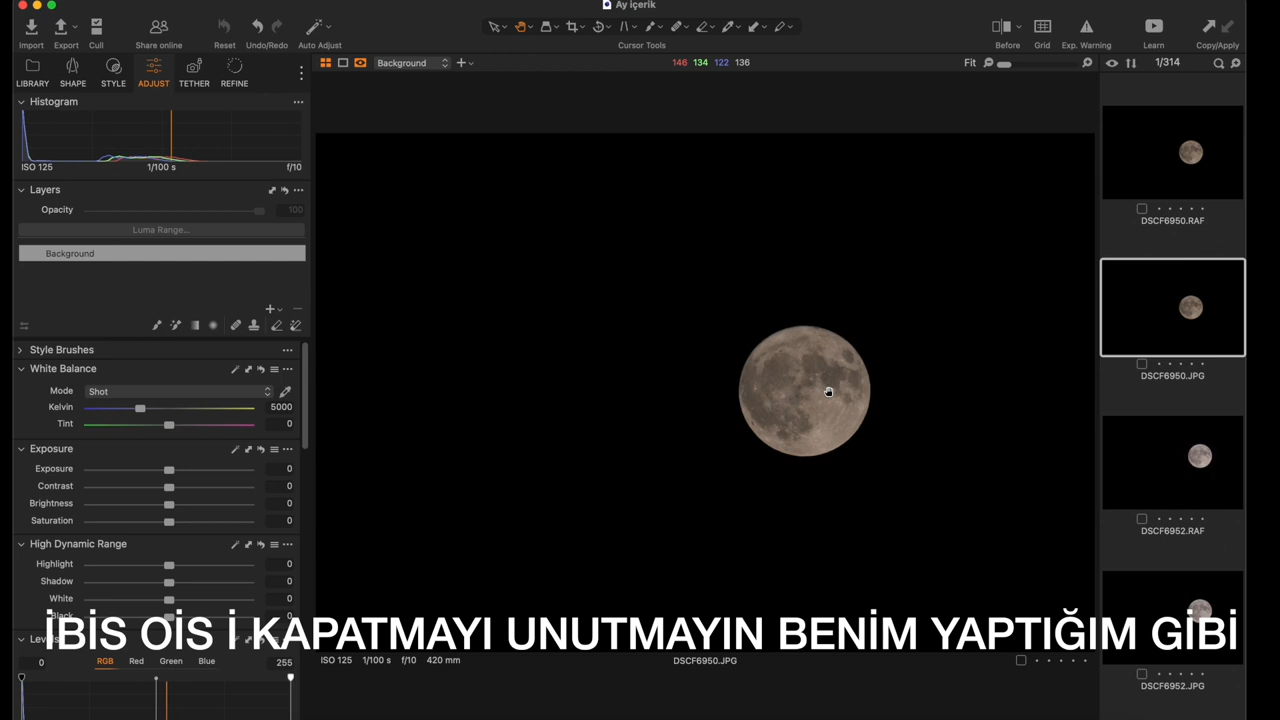 Ay içerik
Import Export Cull Share online Reset Undo/Redo Auto Adjust Cursor Tools Before Grid Exp. Warning Learn Copy/Apply
LIBRARY SHAPE STYLE ADJUST TETHER REFINE
Background
146 134 122 136
Fit
1/314
Histogram
ISO 125 1/100 s f/10
Layers
Opacity 100
Luma Range...
Background
Style Brushes
White Balance
Mode Shot
Kelvin 5000
Tint 0
Exposure
Exposure 0
Contrast 0
Brightness 0
Saturation 0
High Dynamic Range
Highlight 0
Shadow 0
White 0
Black
Levels
0 RGB Red Green Blue 255
İBİS OİS İ KAPATMAYI UNUTMAYIN BENİM YAPTIĞIM GİBİ
ISO 125 1/100 s f/10 420 mm
DSCF6950.JPG
DSCF6950.RAF
DSCF6950.JPG
DSCF6952.RAF
DSCF6952.JPG